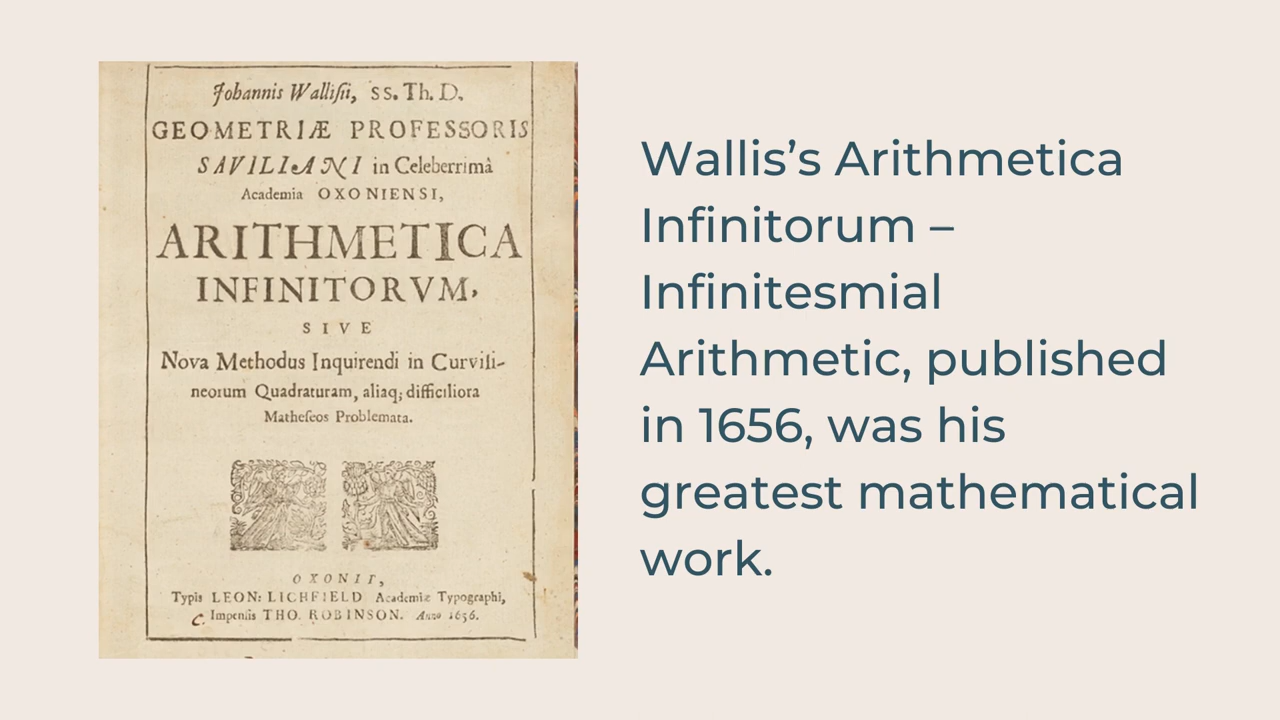 Johannis Wallisii, SS. Th. D.
GEOMETRIÆ PROFESSORIS
SAVILIANI in Celeberrimâ
Academia OXONIENSI,
ARITHMETICA
INFINITORVM,
SIVE
Nova Methodus Inquirendi in Curvili-
neorum Quadraturam, aliaq; difficiliora
Matheseos Problemata.
OXONII,
Typis LEON: LICHFIELD Academiæ Typographi,
Impensis THO. ROBINSON. Anno 1656.
Wallis’s Arithmetica
Infinitorum –
Infinitesmial
Arithmetic, published
in 1656, was his
greatest mathematical
work.